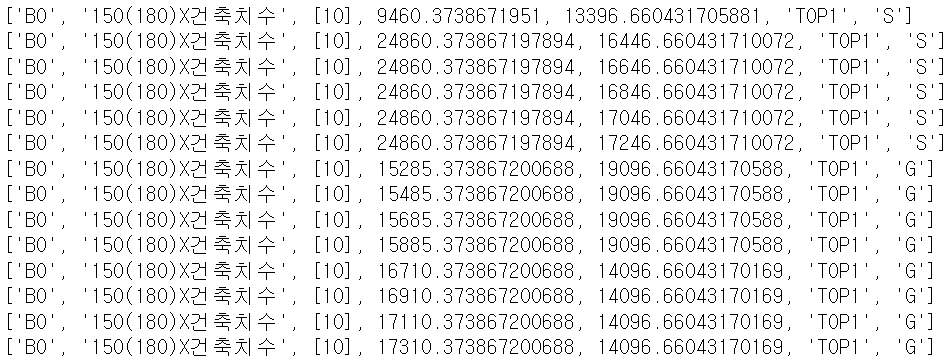 ['B0', '150(180)X건축치수', [10], 9460.3738671951, 13396.660431705881, 'TOP1', 'S']
['B0', '150(180)X건축치수', [10], 24860.373867197894, 16446.660431710072, 'TOP1', 'S']
['B0', '150(180)X건축치수', [10], 24860.373867197894, 16646.660431710072, 'TOP1', 'S']
['B0', '150(180)X건축치수', [10], 24860.373867197894, 16846.660431710072, 'TOP1', 'S']
['B0', '150(180)X건축치수', [10], 24860.373867197894, 17046.660431710072, 'TOP1', 'S']
['B0', '150(180)X건축치수', [10], 24860.373867197894, 17246.660431710072, 'TOP1', 'S']
['B0', '150(180)X건축치수', [10], 15285.373867200688, 19096.66043170588, 'TOP1', 'G']
['B0', '150(180)X건축치수', [10], 15485.373867200688, 19096.66043170588, 'TOP1', 'G']
['B0', '150(180)X건축치수', [10], 15685.373867200688, 19096.66043170588, 'TOP1', 'G']
['B0', '150(180)X건축치수', [10], 15885.373867200688, 19096.66043170588, 'TOP1', 'G']
['B0', '150(180)X건축치수', [10], 16710.373867200688, 14096.66043170169, 'TOP1', 'G']
['B0', '150(180)X건축치수', [10], 16910.373867200688, 14096.66043170169, 'TOP1', 'G']
['B0', '150(180)X건축치수', [10], 17110.373867200688, 14096.66043170169, 'TOP1', 'G']
['B0', '150(180)X건축치수', [10], 17310.373867200688, 14096.66043170169, 'TOP1', 'G']